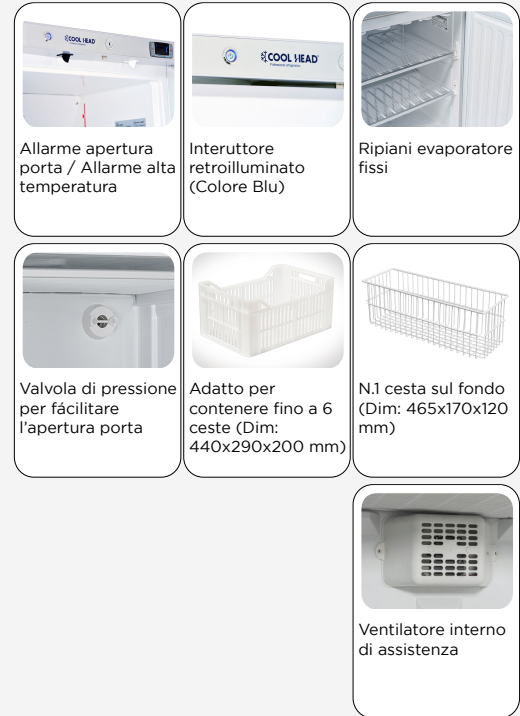 COOL HEAD
Allarme apertura
porta / Allarme alta
temperatura
COOL HEAD
Interuttore
retroilluminato
(Colore Blu)
Ripiani evaporatore
fissi
Valvola di pressione
per fácilitare
l'apertura porta
Adatto per
contenere fino a 6
ceste (Dim:
440x290x200 mm)
N.1 cesta sul fondo
(Dim: 465x170x120
mm)
Ventilatore interno
di assistenza